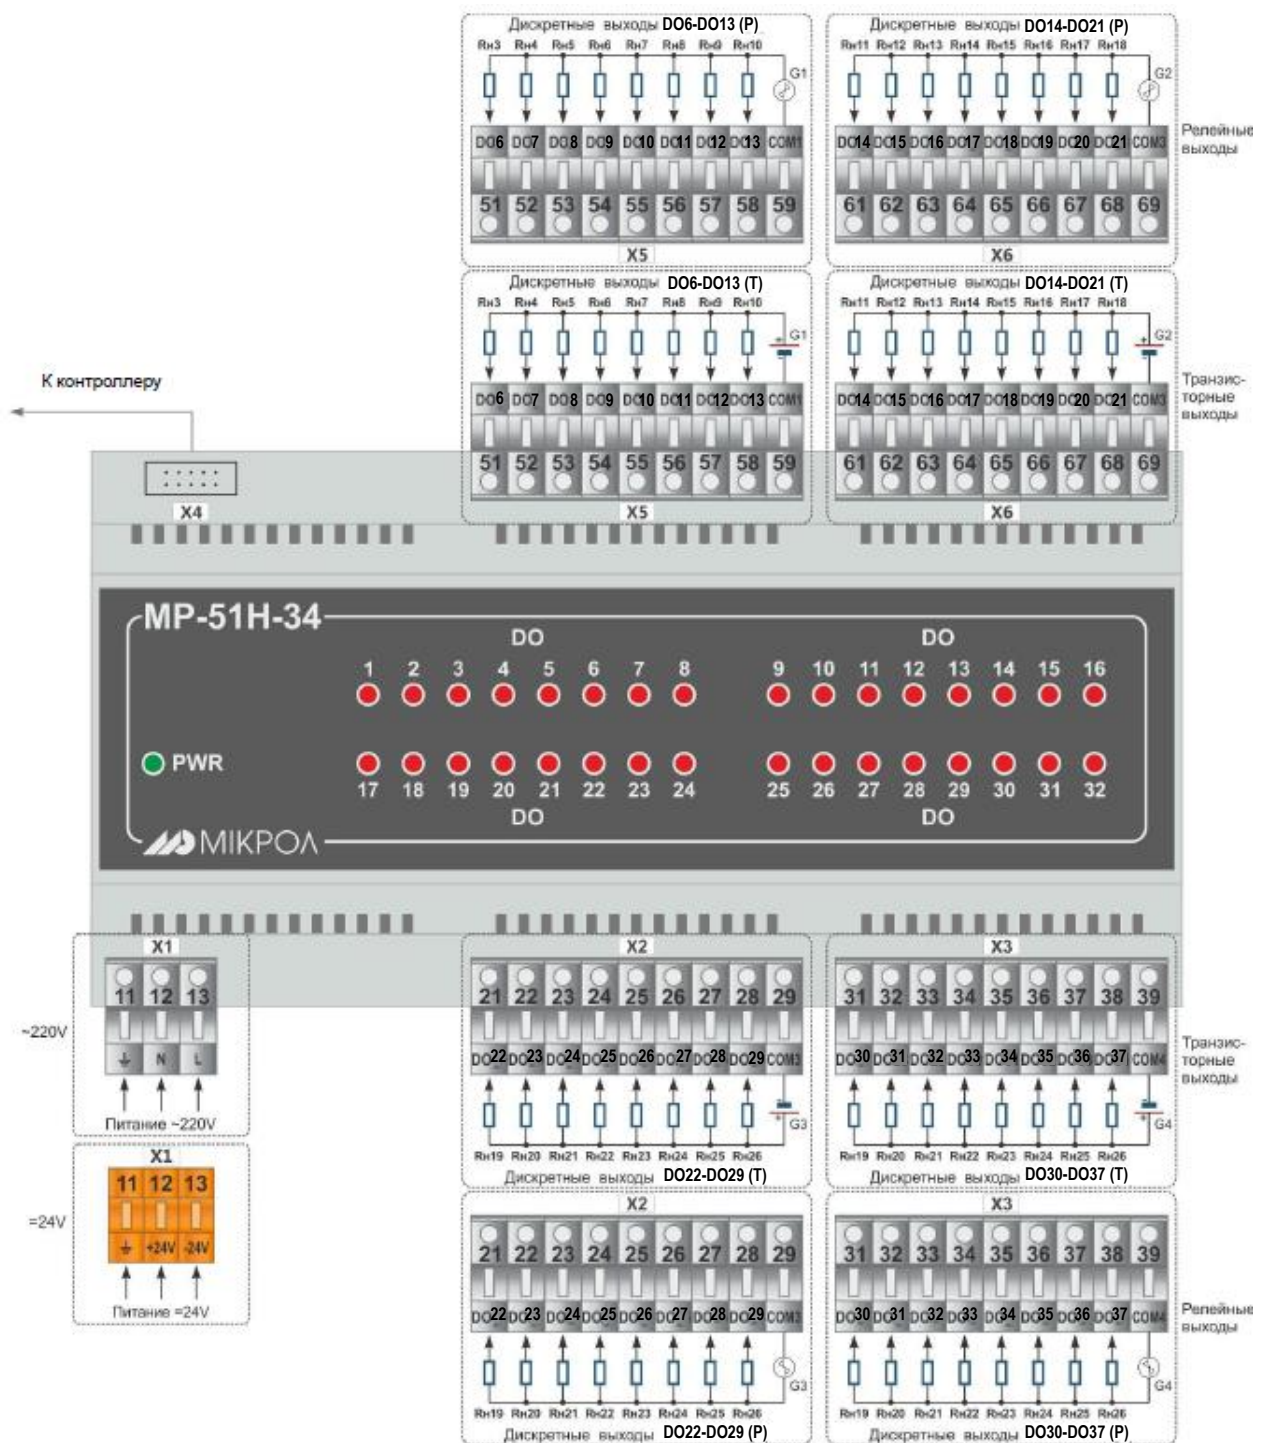 Дискретные выходы DO6-DO13 (P)
Rн3 Rн4 Rн5 Rн6 Rн7 Rн8 Rн9 Rн10
G1
DO6 DO7 DO8 DO9 DO10 DO11 DO12 DO13 COM1
51 52 53 54 55 56 57 58 59
X5
Дискретные выходы DO14-DO21 (P)
Rн11 Rн12 Rн13 Rн14 Rн15 Rн16 Rн17 Rн18
G2
DO14 DO15 DO16 DO17 DO18 DO19 DO20 DO21 COM3
61 62 63 64 65 66 67 68 69
X6
Релейные
выходы
Дискретные выходы DO6-DO13 (T)
Rн3 Rн4 Rн5 Rн6 Rн7 Rн8 Rн9 Rн10
+ G1
DO6 DO7 DO8 DO9 DO10 DO11 DO12 DO13 COM1
51 52 53 54 55 56 57 58 59
X5
Дискретные выходы DO14-DO21 (T)
Rн11 Rн12 Rн13 Rн14 Rн15 Rн16 Rн17 Rн18
+ G2
DO14 DO15 DO16 DO17 DO18 DO19 DO20 DO21 COM3
61 62 63 64 65 66 67 68 69
X6
Транзис-
торные
выходы
К контроллеру
X4
MP-51H-34
DO DO
1 2 3 4 5 6 7 8 9 10 11 12 13 14 15 16
PWR
17 18 19 20 21 22 23 24 25 26 27 28 29 30 31 32
DO DO
МІКРОЛ
X1
11 12 13
~220V
N L
Питание ~220V
X1
11 12 13
=24V
+24V -24V
Питание =24V
X2
21 22 23 24 25 26 27 28 29
DO22 DO23 DO24 DO25 DO26 DO27 DO28 DO29 COM3
+ G3
Rн19 Rн20 Rн21 Rн22 Rн23 Rн24 Rн25 Rн26
Дискретные выходы DO22-DO29 (T)
X3
31 32 33 34 35 36 37 38 39
DO30 DO31 DO32 DO33 DO34 DO35 DO36 DO37 COM4
+ G4
Rн19 Rн20 Rн21 Rн22 Rн23 Rн24 Rн25 Rн26
Дискретные выходы DO30-DO37 (T)
Транзис-
торные
выходы
X2
21 22 23 24 25 26 27 28 29
DO22 DO23 DO24 DO25 DO26 DO27 DO28 DO29 COM3
G3
Rн19 Rн20 Rн21 Rн22 Rн23 Rн24 Rн25 Rн26
Дискретные выходы DO22-DO29 (P)
X3
31 32 33 34 35 36 37 38 39
DO30 DO31 DO32 DO33 DO34 DO35 DO36 DO37 COM4
G4
Rн19 Rн20 Rн21 Rн22 Rн23 Rн24 Rн25 Rн26
Дискретные выходы DO30-DO37 (P)
Релейные
выходы